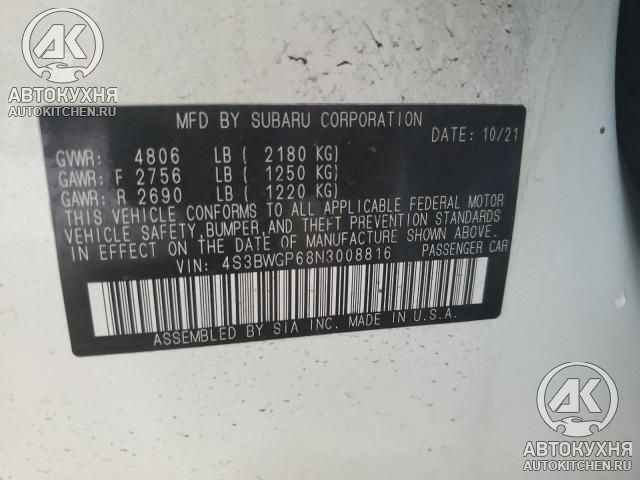 AK
АВТОКУХНЯ
AUTOKITCHEN.RU
MFD BY SUBARU CORPORATION
DATE: 10/21
GVWR: 4806 LB ( 2180 KG)
GAWR: F 2756 LB ( 1250 KG)
GAWR: R 2690 LB ( 1220 KG)
THIS VEHICLE CONFORMS TO ALL APPLICABLE FEDERAL MOTOR
VEHICLE SAFETY, BUMPER, AND THEFT PREVENTION STANDARDS
IN EFFECT ON THE DATE OF MANUFACTURE SHOWN ABOVE.
VIN: 4S3BWGP68N3008816 PASSENGER CAR
ASSEMBLED BY SIA INC. MADE IN U.S.A.
AK
АВТОКУХНЯ
AUTOKITCHEN.RU